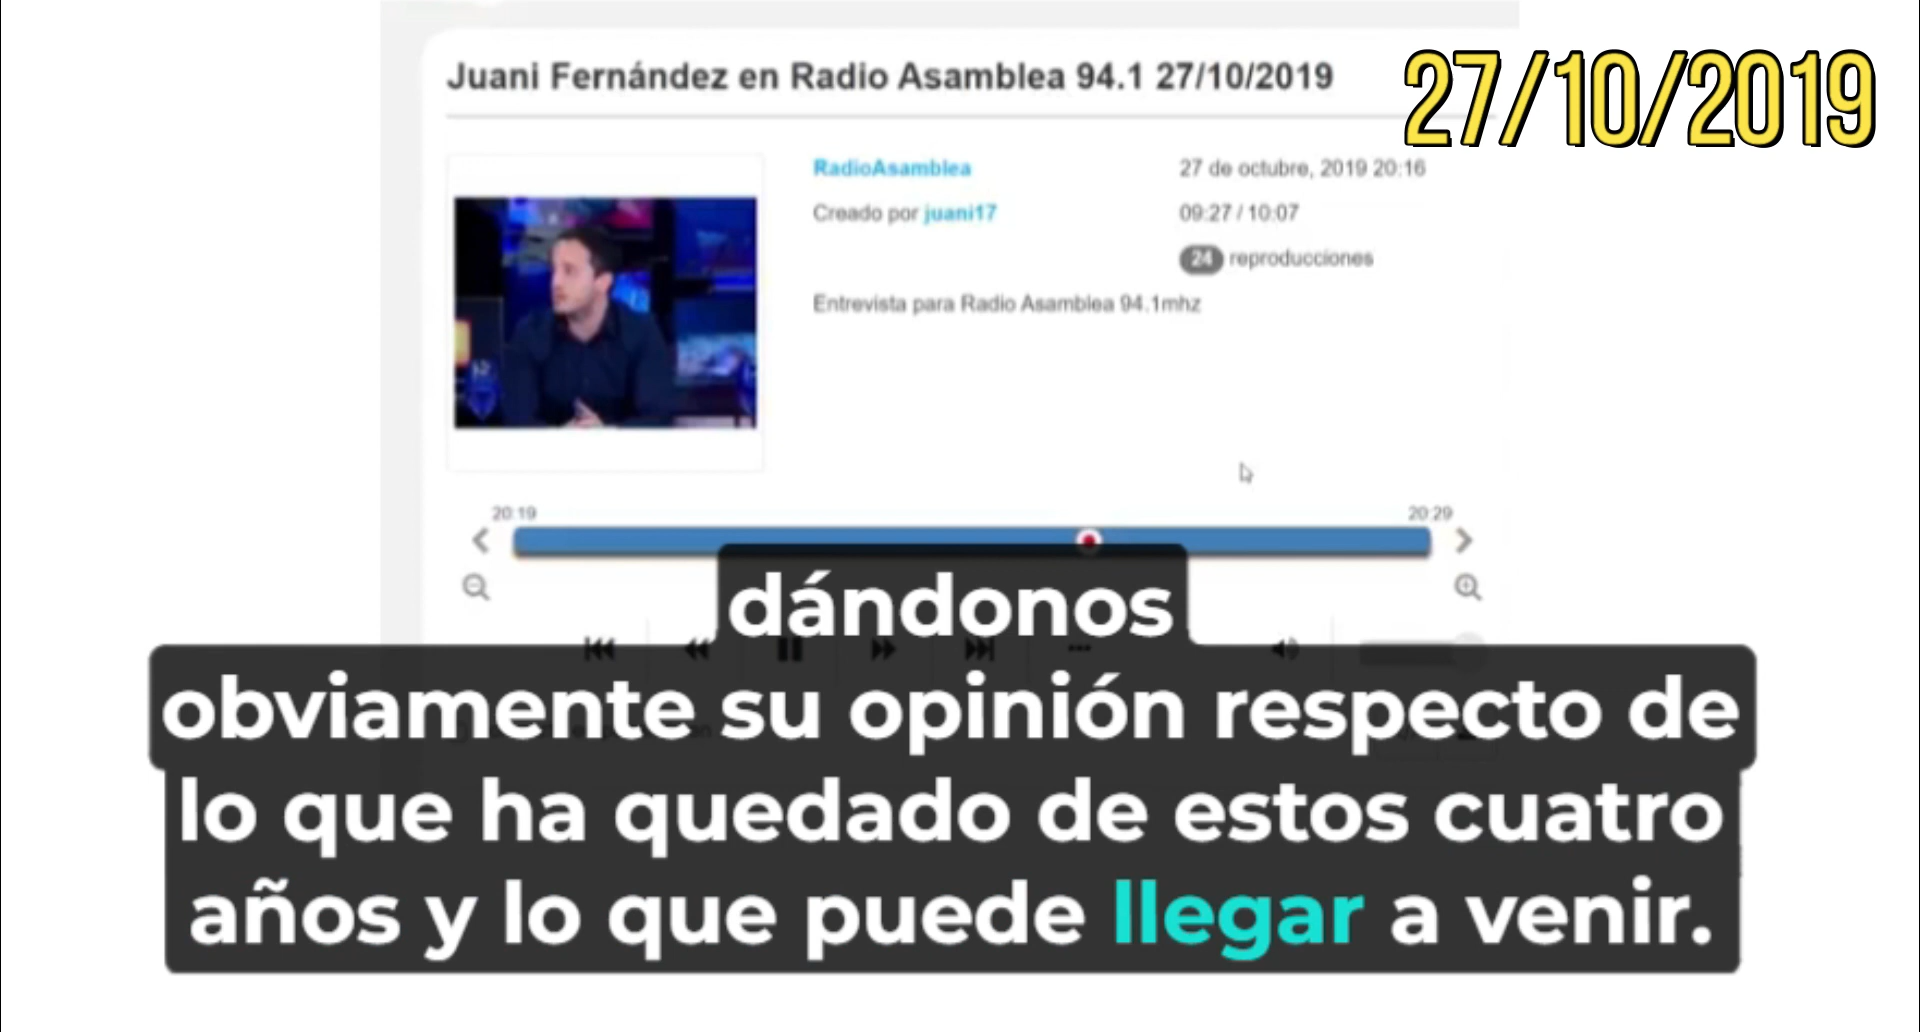 Juani Fernández en Radio Asamblea 94.1 27/10/2019
27/10/2019
RadioAsamblea
27 de octubre, 2019 20:16
Creado por juani17
09:27 / 10:07
24 reproducciones
Entrevista para Radio Asamblea 94.1mhz
20:19
20:29
dándonos
obviamente su opinión respecto de
lo que ha quedado de estos cuatro
años y lo que puede llegar a venir.